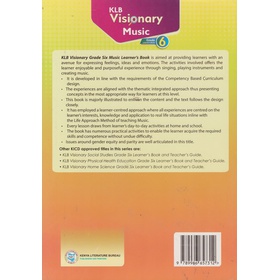 KLB
Visionary
Music
6
KLB Visionary Grade Six Music Learner's Book is aimed at providing learners with an
avenue for expressing feelings, ideas and emotions. The activities involved offers the
learner enjoyable and purposeful experience through singing, playing instruments and
creating music.
• It is developed in line with the requirements of the Competency Based Curriculum
design.
• The experiences are aligned with the thematic integrated approach thus presenting
concepts in the most appropriate way for learners at this level.
• This book is majorly illustrated to enrich the content and the text follows the design
closely.
• It has employed a learner-centred approach where all experiences are centred on the
learner's interests, knowledge and application to real life situations inline with
the Life Approach Method of teaching Music.
• Every lesson draws from learner's day-to-day activities at home and school.
• The book has numerous practical activities to enable the learner acquire the required
skills and competence without undue difficulty.
• Issues around gender equity and parity are well articulated to in this title.
Other KICD approved titles in this series are:
• KLB Visionary Social Studies Grade Six Learner's Book and Teacher's Guide.
• KLB Visionary Physical Health Education Grade Six Learner's Book and Teacher's Guide.
• KLB Visionary Home Science Grade Six Learner's Book and Teacher's Guide.
KENYA LITERATURE BUREAU
9 789966 657312